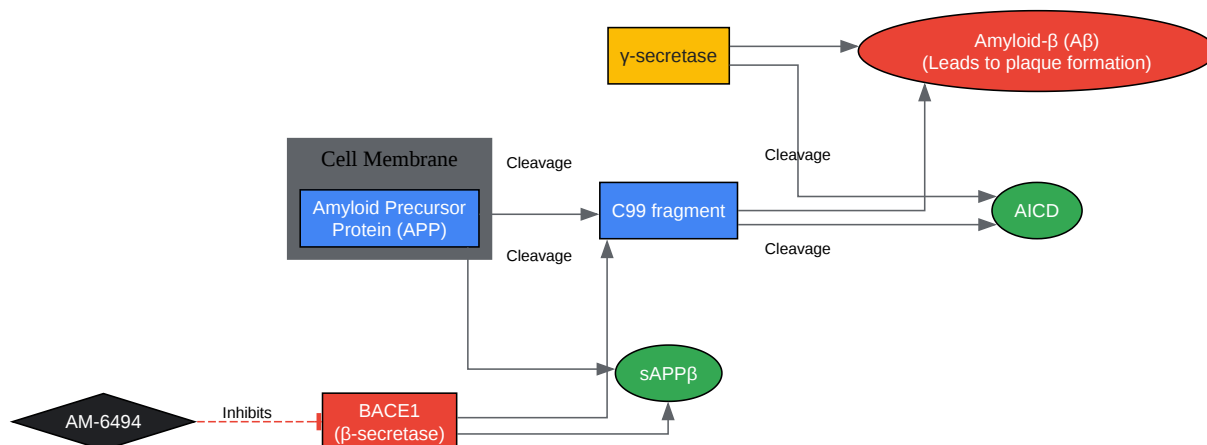 γ-secretase
Amyloid-β (Aβ)
(Leads to plaque formation)
Cell Membrane
Cleavage
Cleavage
Amyloid Precursor
Protein (APP)
C99 fragment
AICD
Cleavage
Cleavage
sAPPβ
AM-6494
Inhibits
BACE1
(β-secretase)